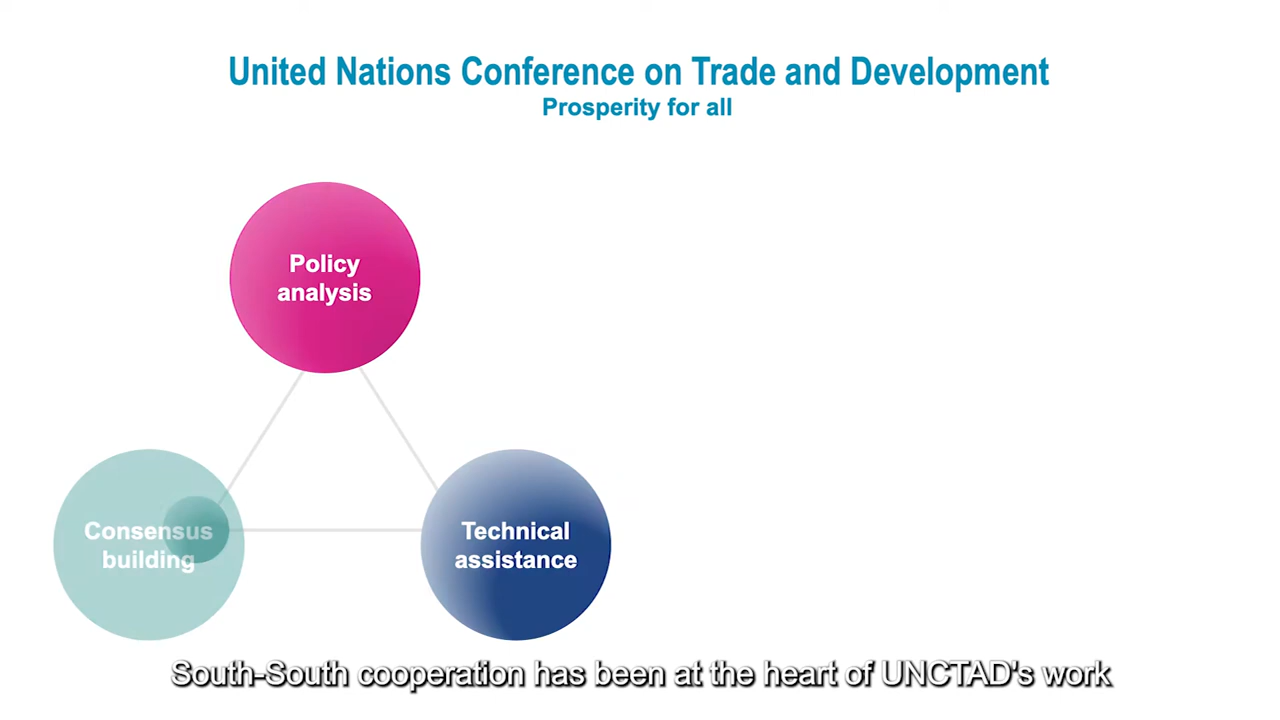 United Nations Conference on Trade and Development
Prosperity for all
Policy
analysis
Consensus
building
Technical
assistance
South-South cooperation has been at the heart of UNCTAD's work